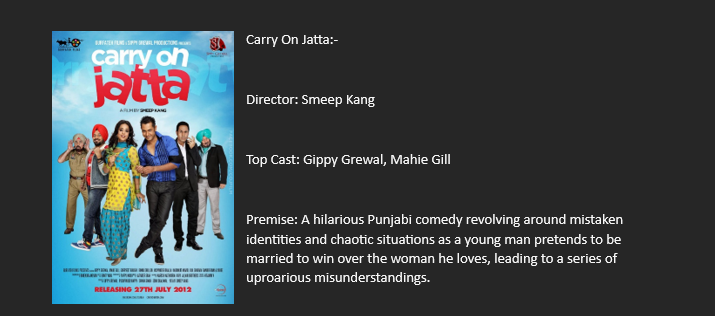 carry on
jatta
A FILM BY SMEEP KANG
RELEASING 27TH JULY 2012
Carry On Jatta:-
Director: Smeep Kang
Top Cast: Gippy Grewal, Mahie Gill
Premise: A hilarious Punjabi comedy revolving around mistaken
identities and chaotic situations as a young man pretends to be
married to win over the woman he loves, leading to a series of
uproarious misunderstandings.